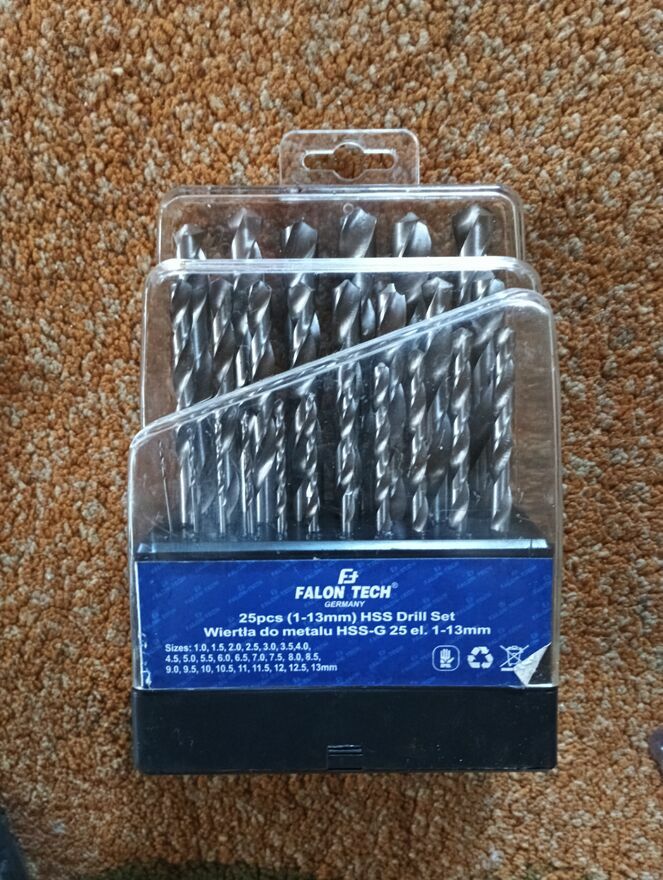 FALON TECH®
GERMANY
25pcs (1-13mm) HSS Drill Set
Wiertła do metalu HSS-G 25 el. 1-13mm
Sizes: 1.0, 1.5, 2.0, 2.5, 3.0, 3.5,4.0,
4.5, 5.0, 5.5, 6.0, 6.5, 7.0, 7.5, 8.0, 8.5,
9.0, 9.5, 10, 10.5, 11, 11.5, 12, 12.5, 13mm